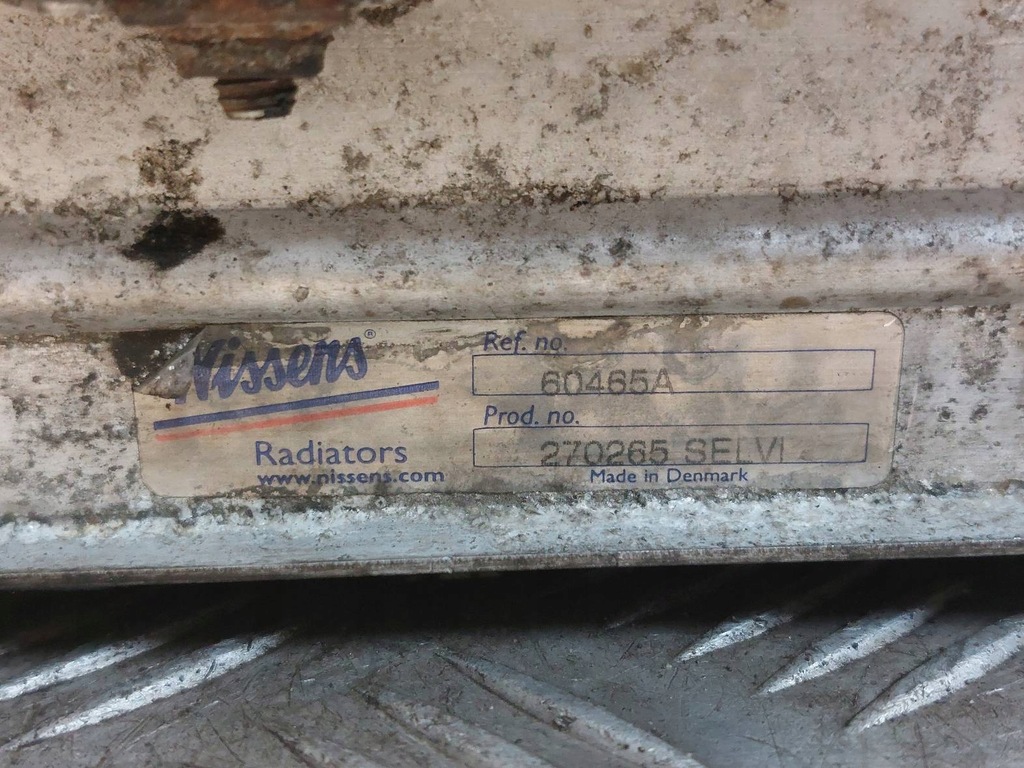 Nissens®
Radiators
www.nissens.com
Ref. no.
60465A
Prod. no.
270265 SELVI
Made in Denmark